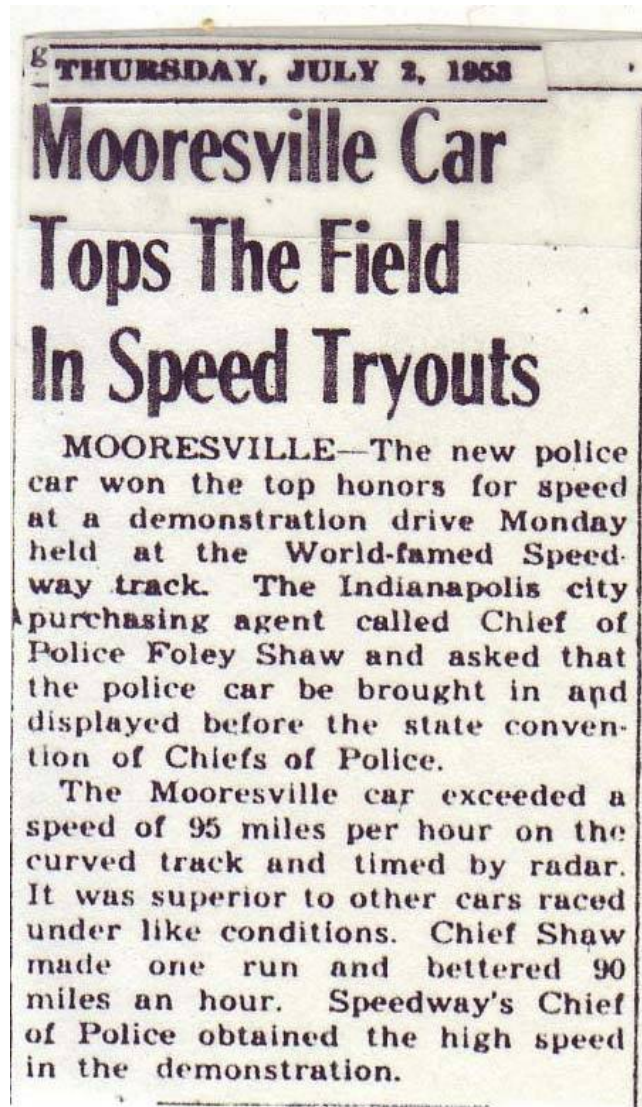 g
THURSDAY, JULY 2, 1953
Mooresville Car
Tops The Field
In Speed Tryouts
MOORESVILLE—The new police
car won the top honors for speed
at a demonstration drive Monday
held at the World-famed Speed-
way track. The Indianapolis city
purchasing agent called Chief of
Police Foley Shaw and asked that
the police car be brought in and
displayed before the state conven-
tion of Chiefs of Police.
The Mooresville car exceeded a
speed of 95 miles per hour on the
curved track and timed by radar.
It was superior to other cars raced
under like conditions. Chief Shaw
made one run and bettered 90
miles an hour. Speedway's Chief
of Police obtained the high speed
in the demonstration.